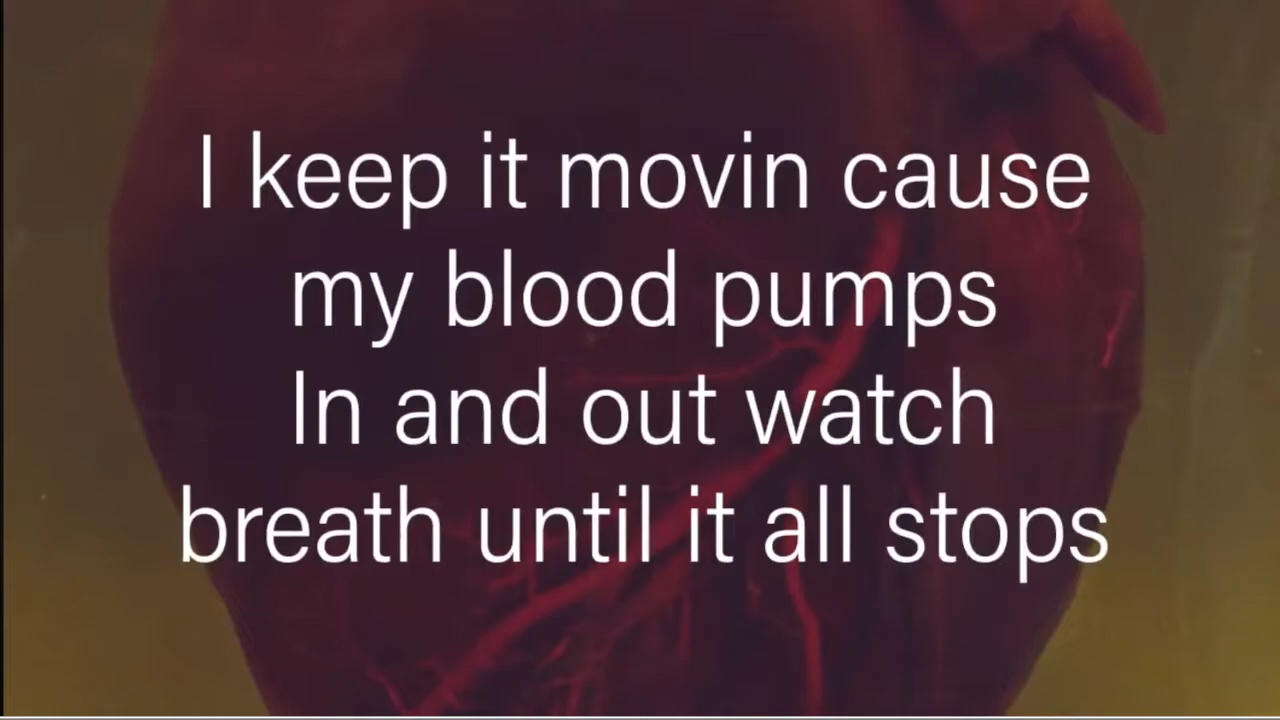 I keep it movin cause
my blood pumps
In and out watch
breath until it all stops